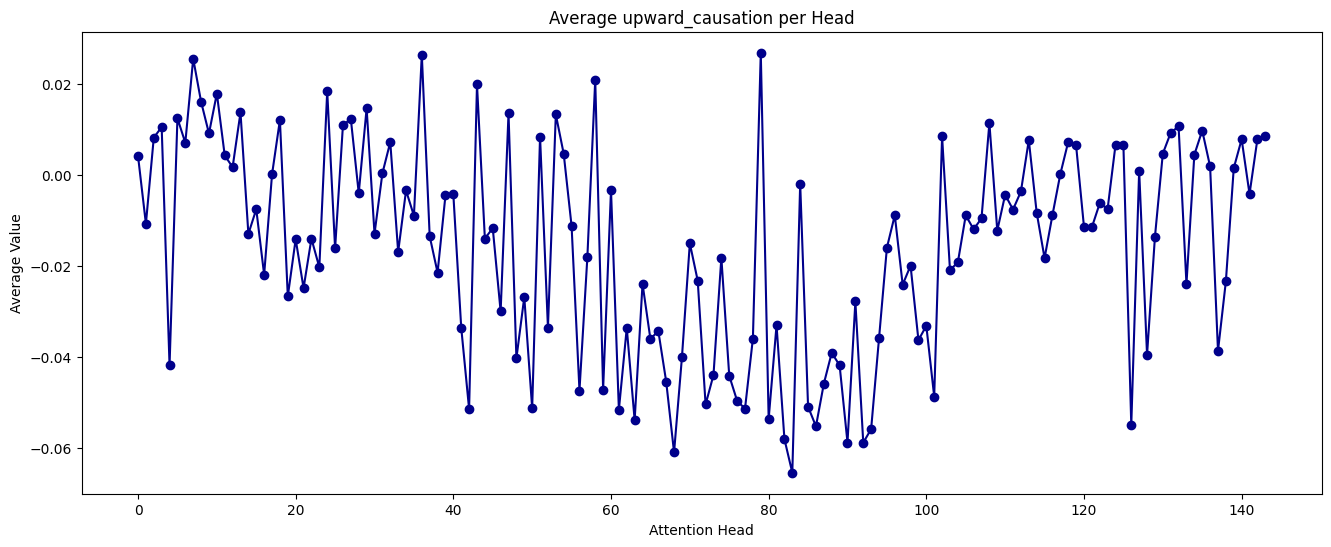 Average upward_causation per Head
Average Value
0.02
0.00
−0.02
−0.04
−0.06
0 20 40 60 80 100 120 140
Attention Head